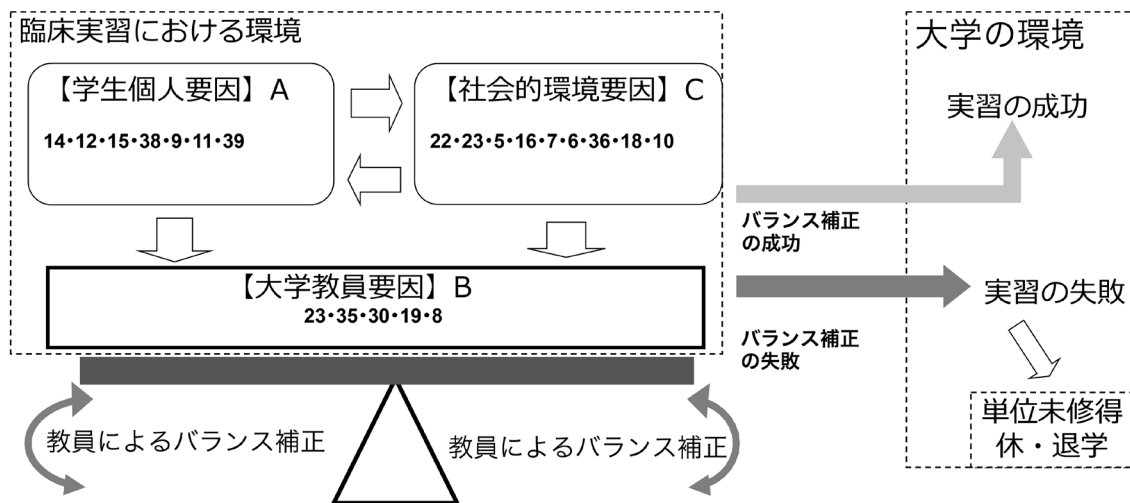 臨床実習における環境
【学生個人要因】A
14・12・15・38・9・11・39
【社会的環境要因】C
22・23・5・16・7・6・36・18・10
【大学教員要因】B
23・35・30・19・8
教員によるバランス補正
教員によるバランス補正
バランス補正
の成功
バランス補正
の失敗
大学の環境
実習の成功
実習の失敗
単位未修得
休・退学